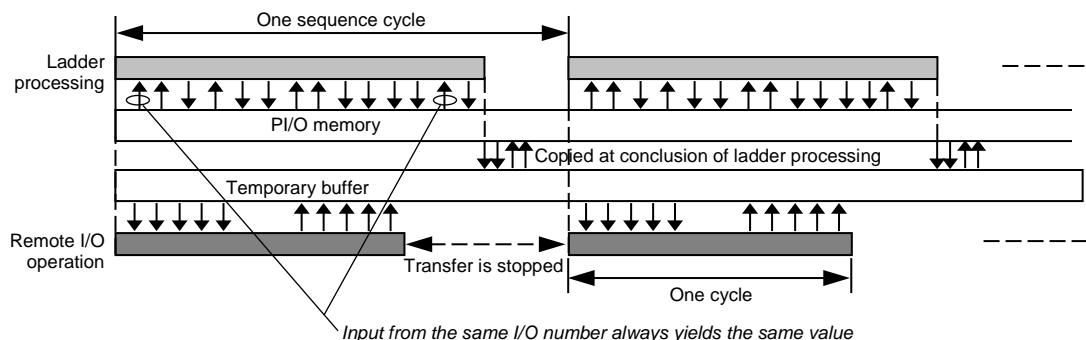 One sequence cycle
Ladder
processing
PI/O memory
Copied at conclusion of ladder processing
Temporary buffer
Remote I/O
operation
Transfer is stopped
One cycle
Input from the same I/O number always yields the same value